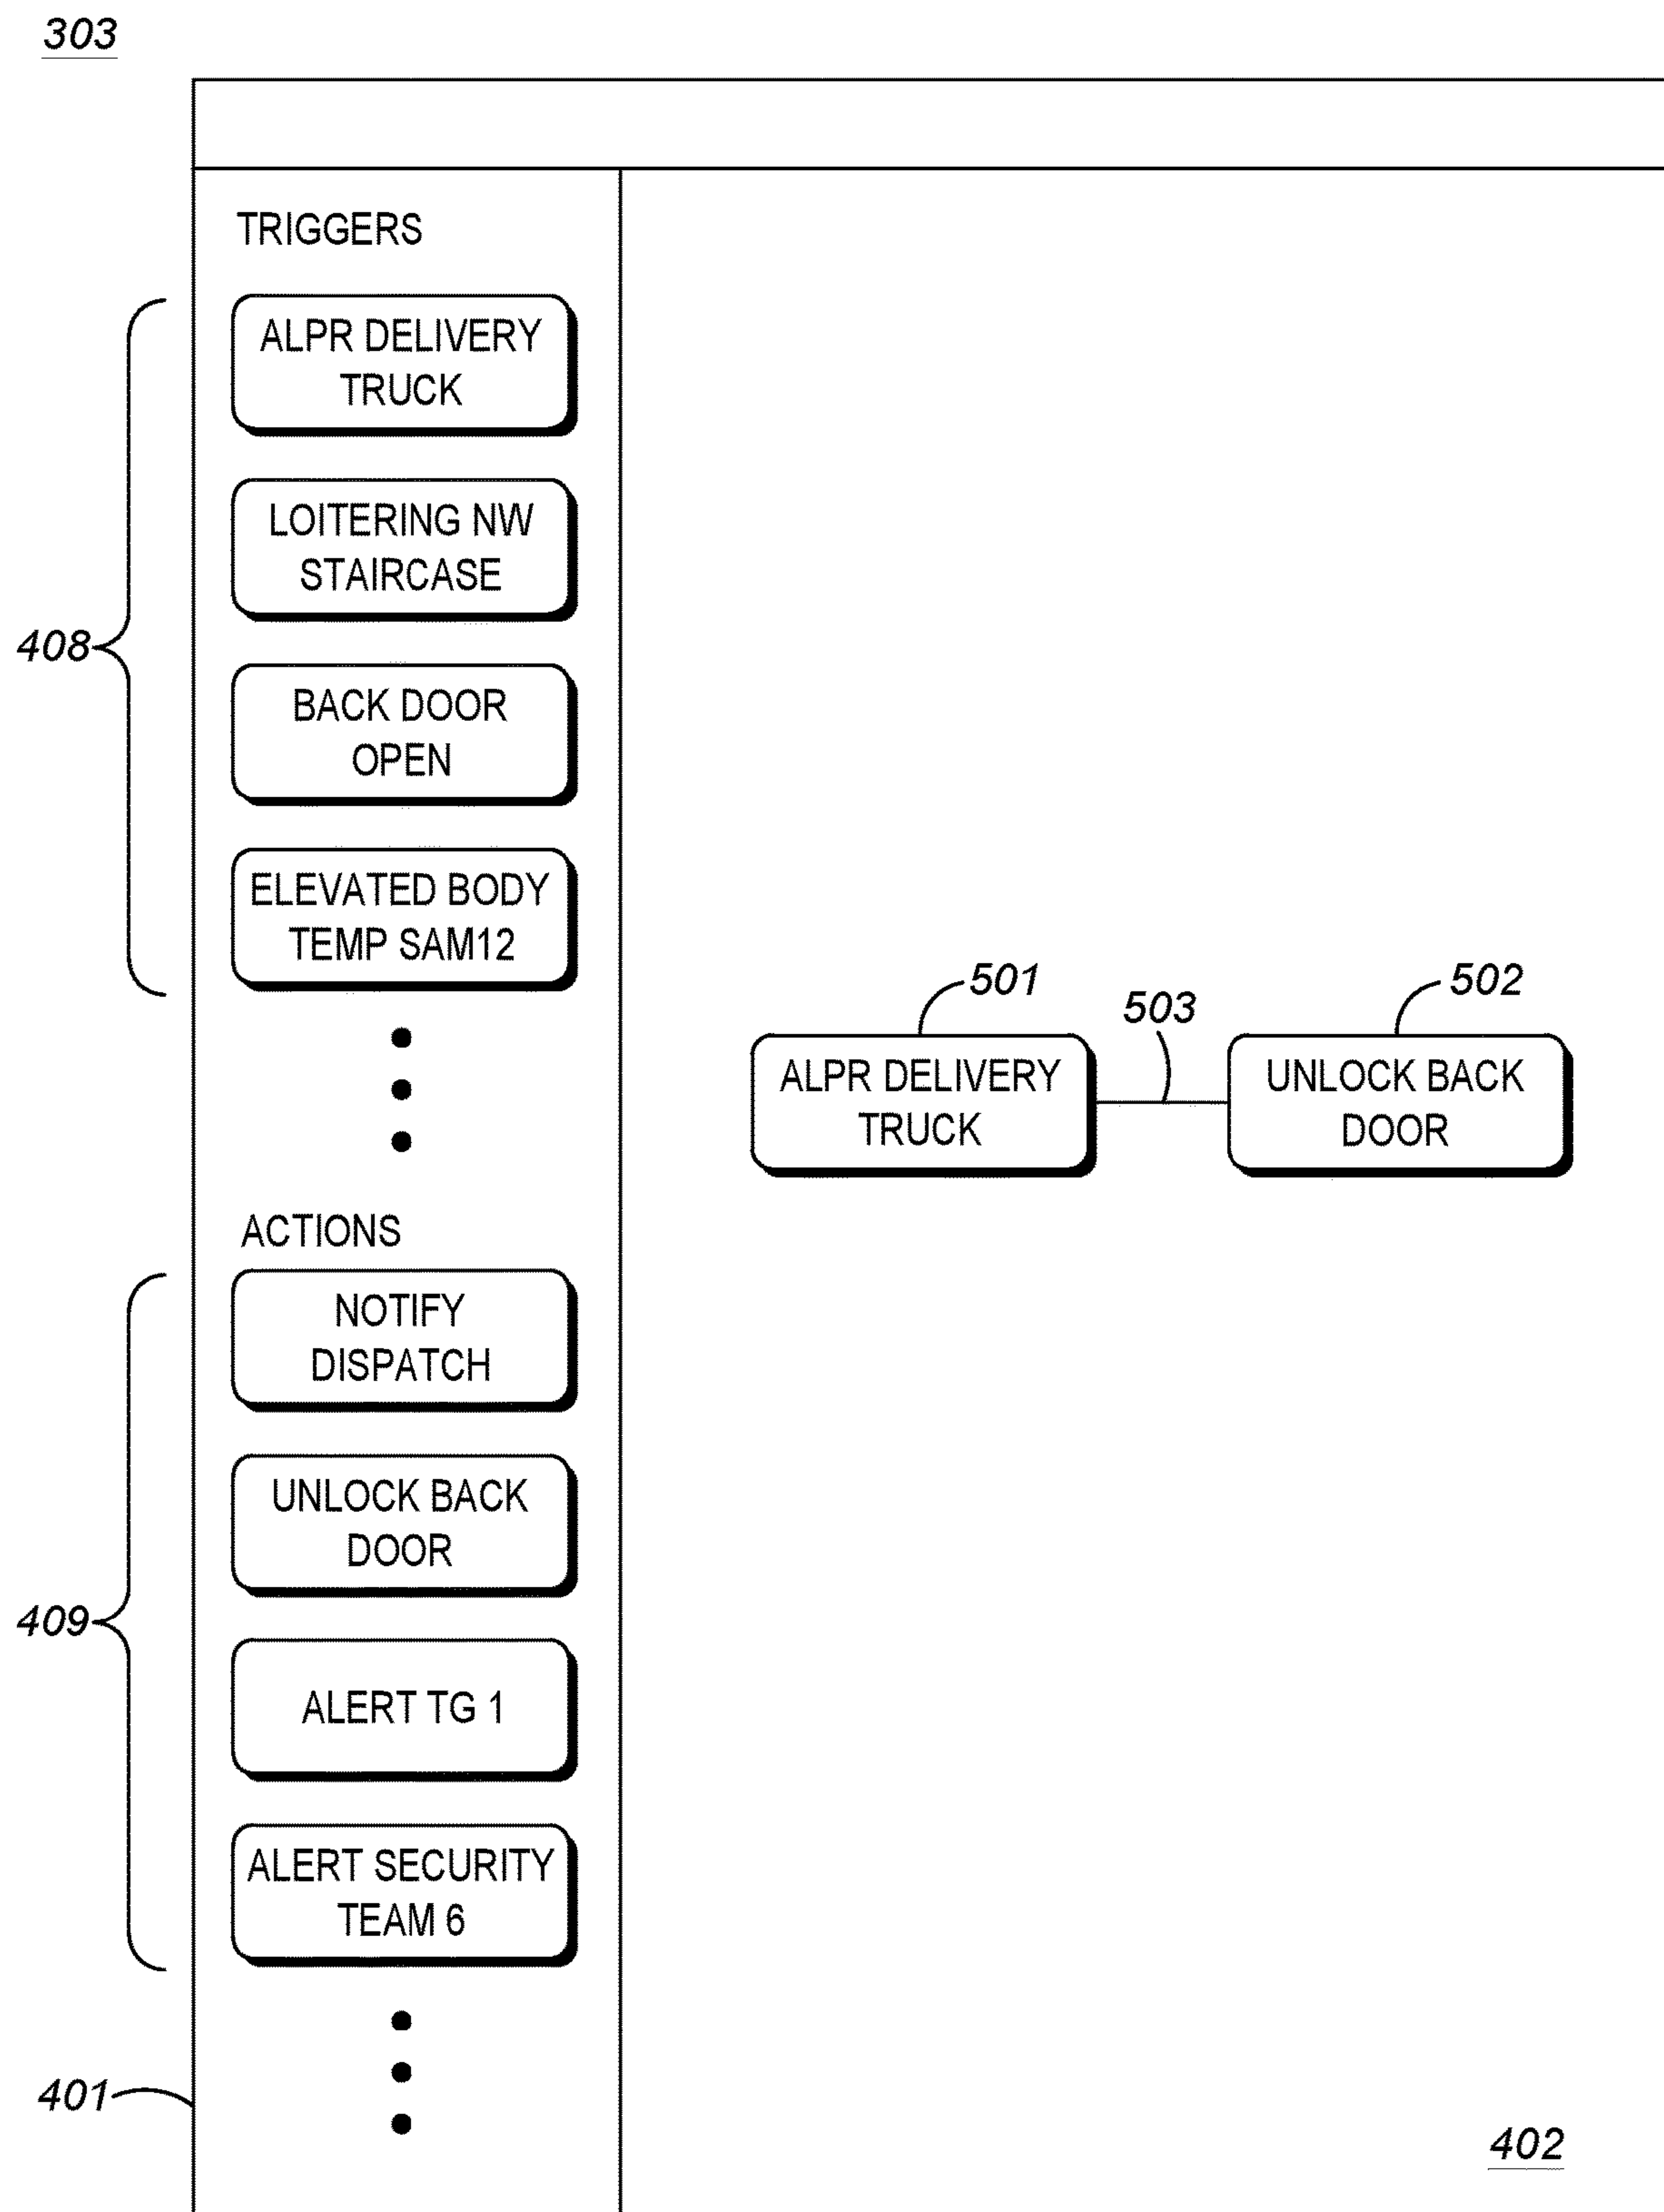 303
TRIGGERS
ALPR DELIVERY
TRUCK
LOITERING NW
STAIRCASE
408
BACK DOOR
OPEN
ELEVATED BODY
TEMP SAM12
501
503
502
ALPR DELIVERY
TRUCK
UNLOCK BACK
DOOR
ACTIONS
NOTIFY
DISPATCH
UNLOCK BACK
DOOR
409
ALERT TG 1
ALERT SECURITY
TEAM 6
401
402